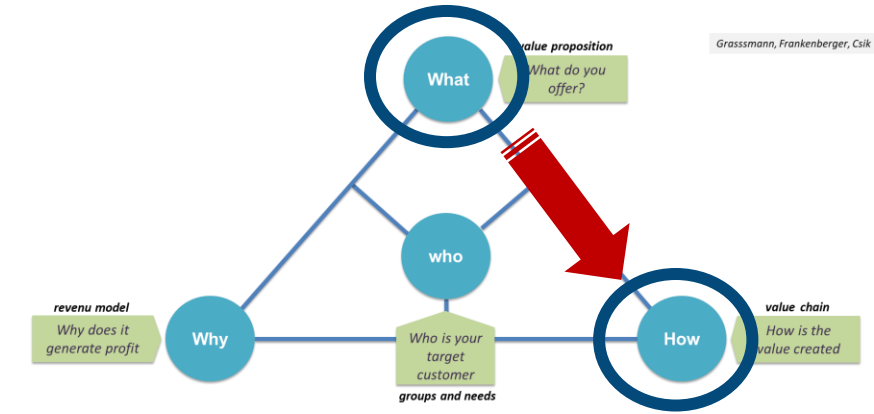 value proposition
Grasssmann, Frankenberger, Csik
What
What do you
offer?
who
revenu model
Why does it
generate profit
Why
Who is your
target
customer
groups and needs
How
value chain
How is the
value created